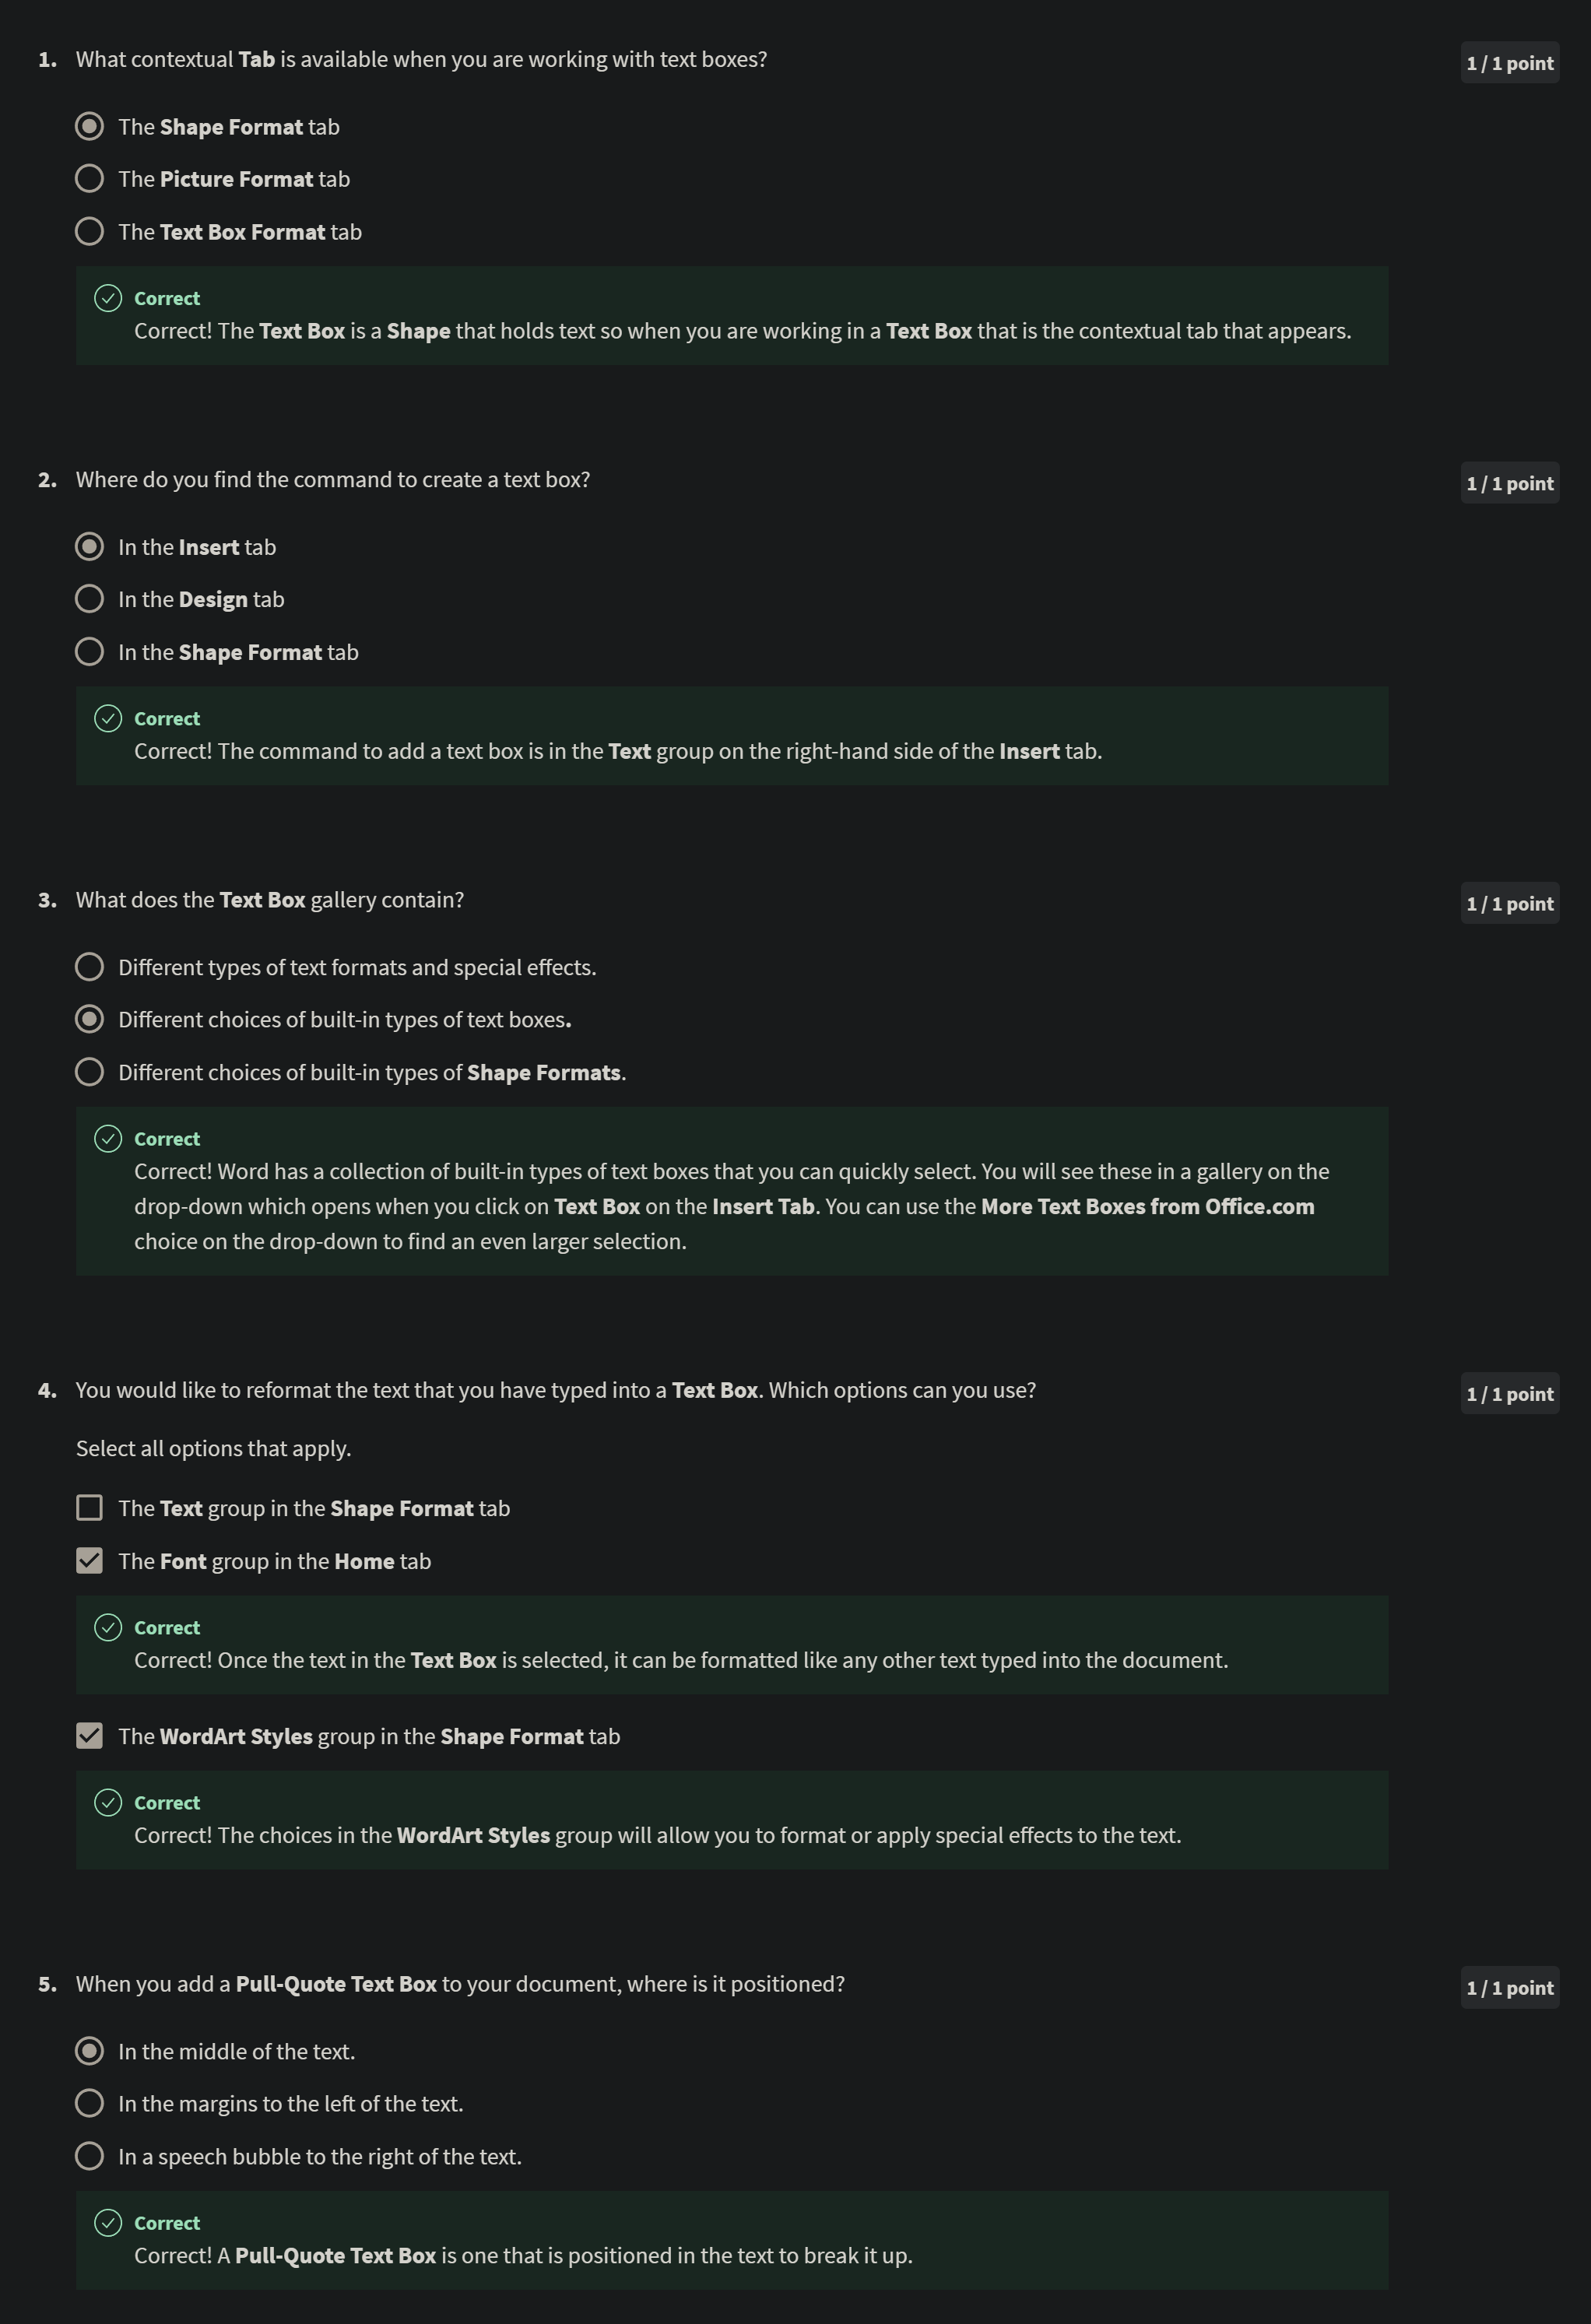 1. What contextual Tab is available when you are working with text boxes?
1 / 1 point
The Shape Format tab
The Picture Format tab
The Text Box Format tab
Correct
Correct! The Text Box is a Shape that holds text so when you are working in a Text Box that is the contextual tab that appears.
2. Where do you find the command to create a text box?
1 / 1 point
In the Insert tab
In the Design tab
In the Shape Format tab
Correct
Correct! The command to add a text box is in the Text group on the right-hand side of the Insert tab.
3. What does the Text Box gallery contain?
1 / 1 point
Different types of text formats and special effects.
Different choices of built-in types of text boxes.
Different choices of built-in types of Shape Formats.
Correct
Correct! Word has a collection of built-in types of text boxes that you can quickly select. You will see these in a gallery on the
drop-down which opens when you click on Text Box on the Insert Tab. You can use the More Text Boxes from Office.com
choice on the drop-down to find an even larger selection.
4. You would like to reformat the text that you have typed into a Text Box. Which options can you use?
1 / 1 point
Select all options that apply.
The Text group in the Shape Format tab
The Font group in the Home tab
Correct
Correct! Once the text in the Text Box is selected, it can be formatted like any other text typed into the document.
The WordArt Styles group in the Shape Format tab
Correct
Correct! The choices in the WordArt Styles group will allow you to format or apply special effects to the text.
5. When you add a Pull-Quote Text Box to your document, where is it positioned?
1 / 1 point
In the middle of the text.
In the margins to the left of the text.
In a speech bubble to the right of the text.
Correct
Correct! A Pull-Quote Text Box is one that is positioned in the text to break it up.